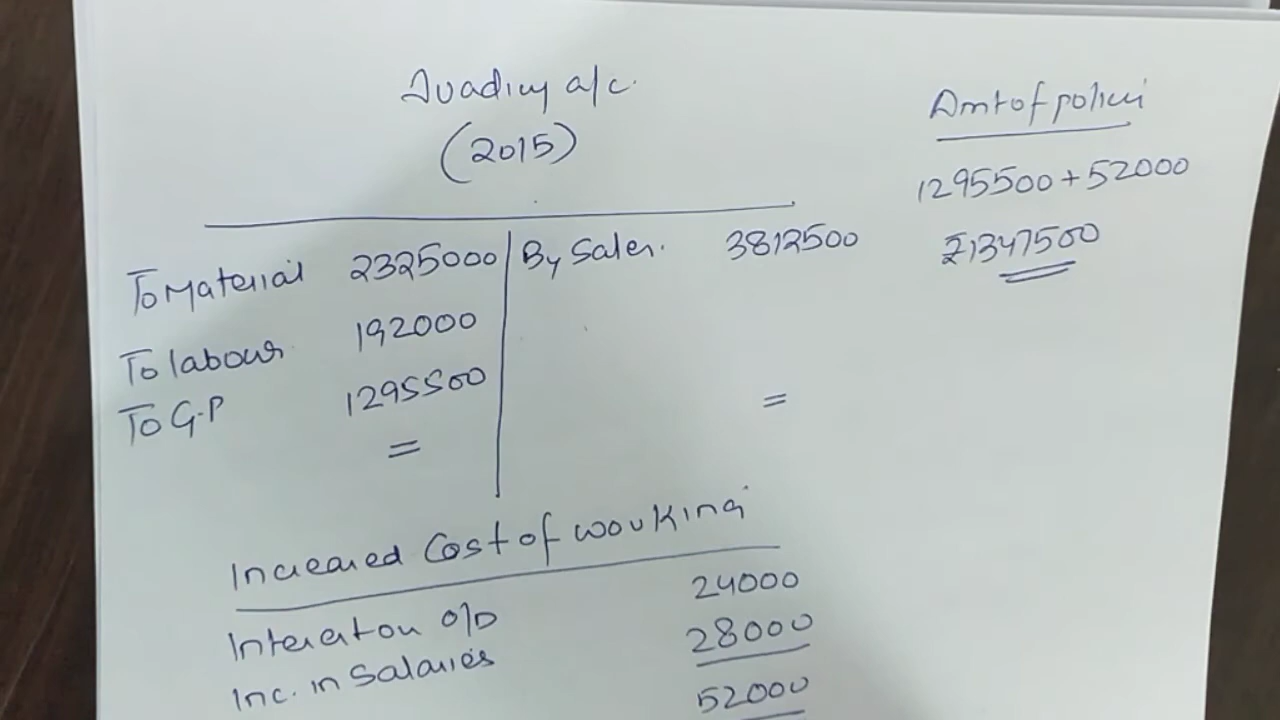 Trading a/c.
(2015)
To Material 2325000 By Sales. 3812500
To labour 192000
To G.P 1295500
=
=
Amt of policy
1295500 + 52000
₹1347500
Increased Cost of working
Interest on O/D 24000
Inc. in Salaries 28000
52000